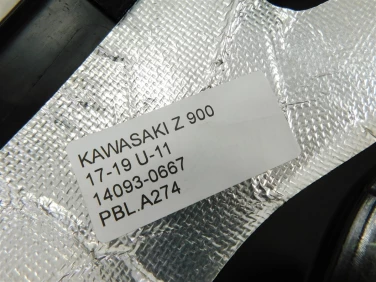 KAWASAKI Z 900
17-19 U-11
14093-0667
PBL.A274